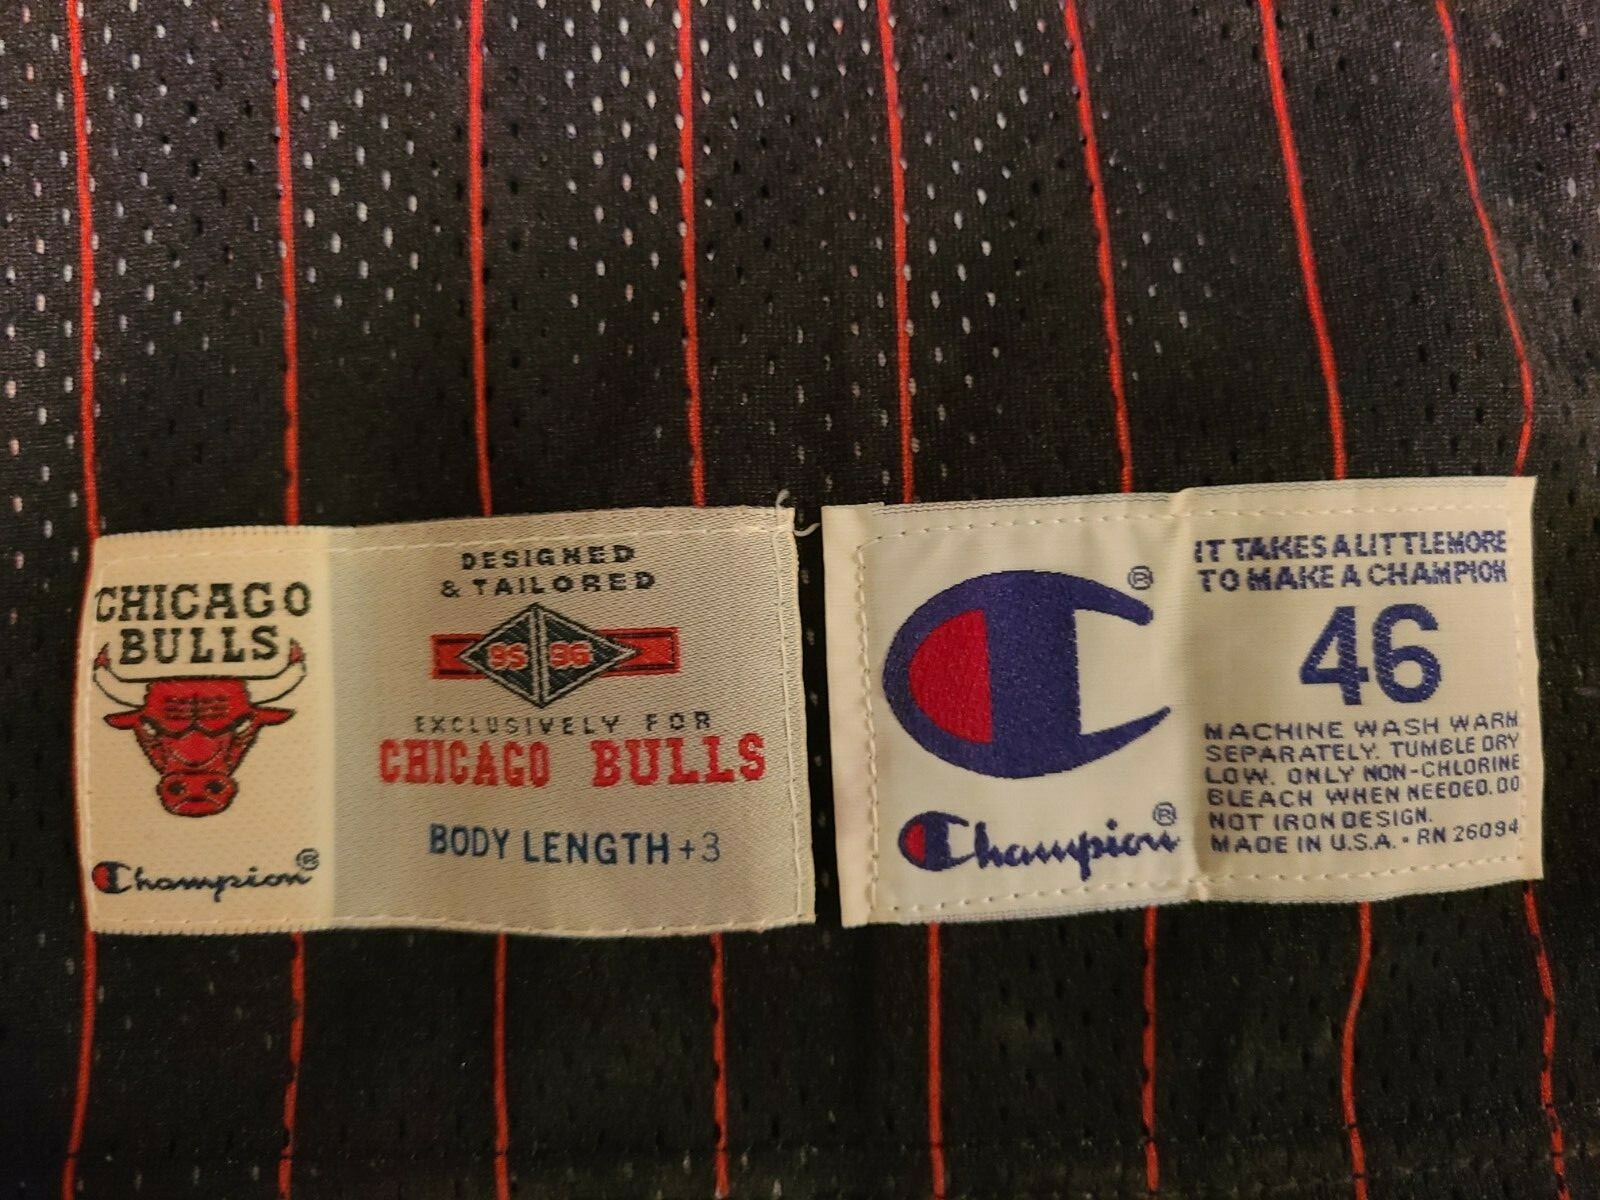 CHICAGO
BULLS
Champion®
DESIGNED
& TAILORED
95 96
EXCLUSIVELY FOR
CHICAGO BULLS
BODY LENGTH +3
®
Champion®
IT TAKES A LITTLE MORE
TO MAKE A CHAMPION
46
MACHINE WASH WARM
SEPARATELY. TUMBLE DRY
LOW. ONLY NON-CHLORINE
BLEACH WHEN NEEDED. DO
NOT IRON DESIGN.
MADE IN U.S.A. • RN 26094